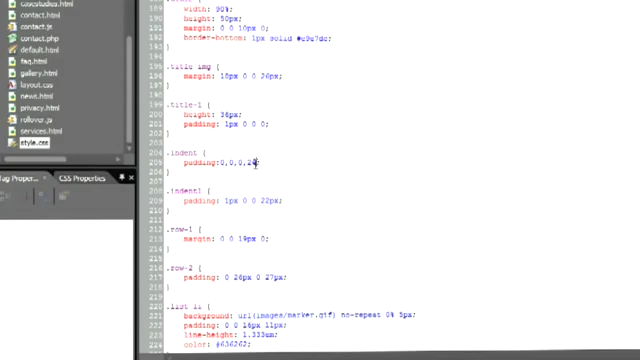 casestudies.html
contact.html
contact.js
contact.php
default.html
faq.html
gallery.html
layout.css
news.html
privacy.html
rollover.js
services.html
style.css
Tag Proper... CSS Properties
189 width: 90%;
190 height: 50px;
191 margin: 0 0 10px 0;
192 border-bottom: 1px solid #e9e7dc;
193 }
194
195 .title img {
196 margin: 10px 0 0 26px;
197 }
198
199 .title-1 {
200 height: 36px;
201 padding: 1px 0 0 0;
202 }
203
204 .indent {
205 padding:0,0,0,2
206 }
207
208 .indent1 {
209 padding: 1px 0 0 22px;
210 }
211
212 .row-1 {
213 margin: 0 0 19px 0;
214 }
215
216 .row-2 {
217 padding: 0 26px 0 27px;
218 }
219
220 .list li {
221 background: url(images/marker.gif) no-repeat 0% 5px;
222 padding: 0 0 16px 11px;
223 line-height: 1.333em;
224 color: #636262;